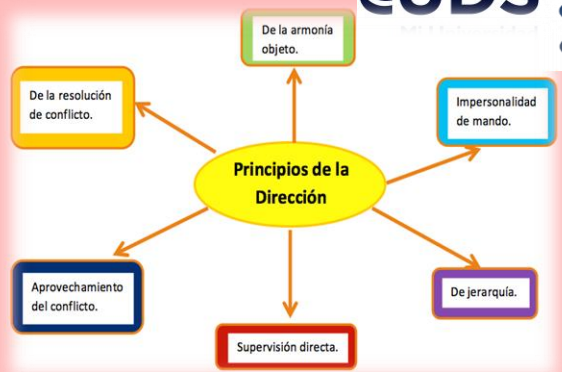 De la armonía
objeto.
De la resolución
de conflicto.
Impersonalidad
de mando.
Principios de la
Dirección
Aprovechamiento
del conflicto.
De jerarquía.
Supervisión directa.